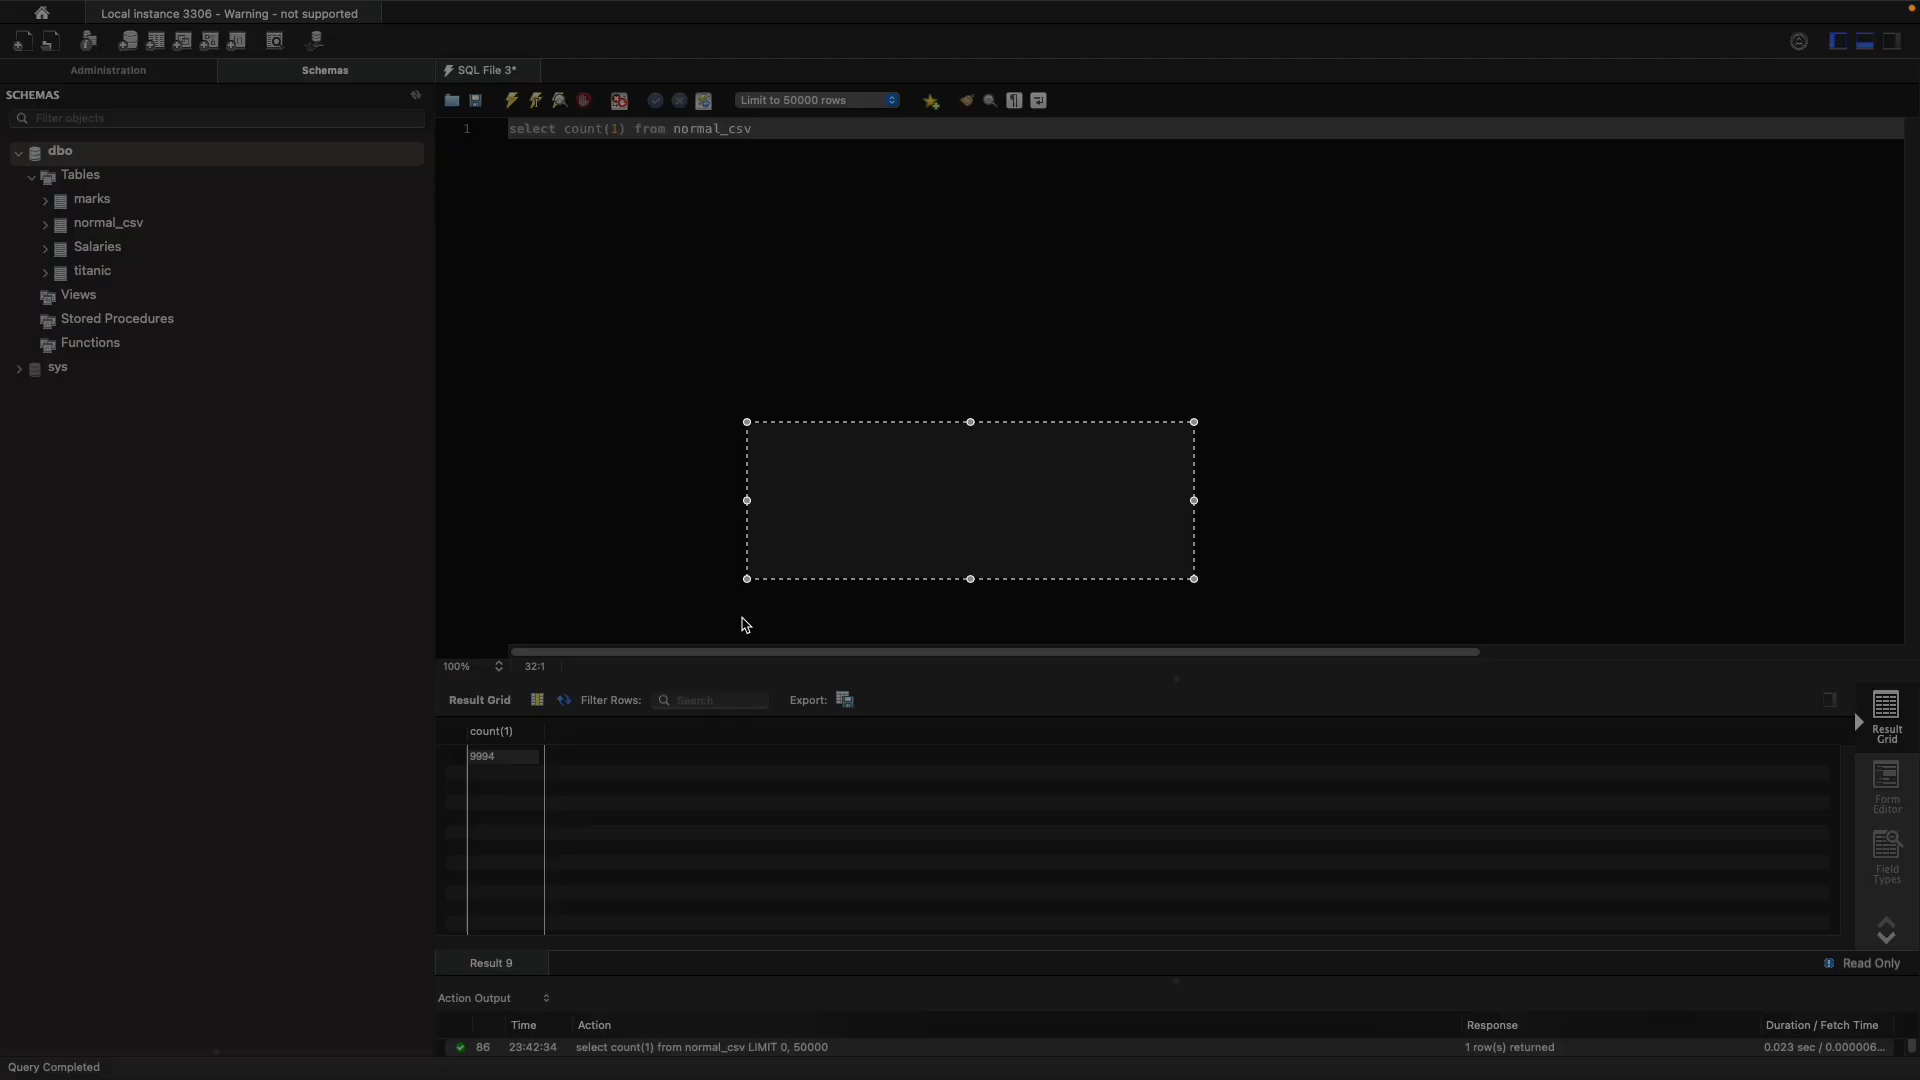 Local instance 3306 - Warning - not supported
Administration
Schemas
SQL File 3*
SCHEMAS
Filter objects
Limit to 50000 rows
1
select count(1) from normal_csv
dbo
Tables
marks
normal_csv
Salaries
titanic
Views
Stored Procedures
Functions
sys
100%
32:1
Result Grid
Filter Rows:
Search
Export:
Result
Grid
count(1)
9994
Form
Editor
Field
Types
Result 9
Read Only
Action Output
Time
Action
Response
Duration / Fetch Time
86
23:42:34
select count(1) from normal_csv LIMIT 0, 50000
1 row(s) returned
0.023 sec / 0.000006...
Query Completed